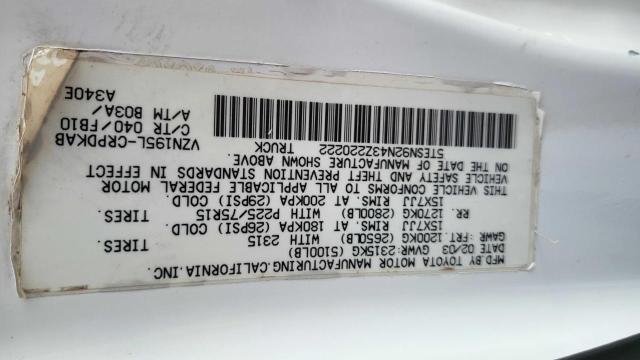 MFD.BY TOYOTA MOTOR MANUFACTURING,CALIFORNIA,INC.
DATE 02/03 GVWR:2315KG (5100LB)
GAWR:FRT.1200KG (2650LB) WITH 2315 TIRES
15X7JJ RIMS.AT 180KPA (26PSI) COLD.
RR. 1270KG (2800LB) WITH P225/75R15 TIRES
15X7JJ RIMS.AT 200KPA (29PSI) COLD.
THIS VEHICLE CONFORMS TO ALL APPLICABLE FEDERAL MOTOR
VEHICLE SAFETY AND THEFT PREVENTION STANDARDS IN EFFECT
ON THE DATE OF MANUFACTURE SHOWN ABOVE.
5TESN92N43Z220222 TRUCK
VZN195L-CRPDKAB
C/TR 040/FB10
A/TM B03A/
A340E